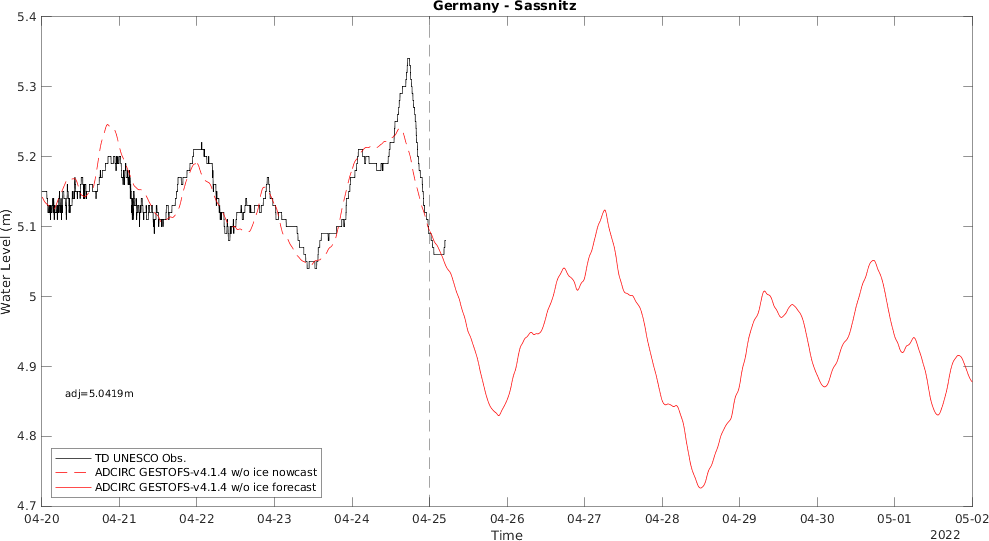 Germany - Sassnitz
5.4
5.3
5.2
5.1
5
4.9
4.8
4.7
Water Level (m)
adj=5.0419m
TD UNESCO Obs.
ADCIRC GESTOFS-v4.1.4 w/o ice nowcast
ADCIRC GESTOFS-v4.1.4 w/o ice forecast
04-20 04-21 04-22 04-23 04-24 04-25 04-26 04-27 04-28 04-29 04-30 05-01 05-02
Time
2022